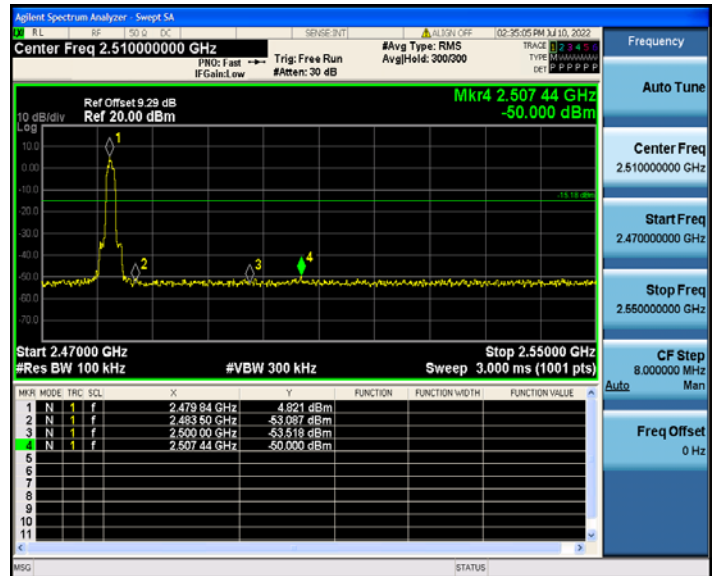 Agilent Spectrum Analyzer - Swept SA
RL RF 50 Ω DC SENSE:INT ALIGN OFF 02:35:05 PM Jul 10, 2022
Center Freq 2.510000000 GHz
PNO: Fast
IFGain:Low
Trig: Free Run
#Atten: 30 dB
#Avg Type: RMS
Avg|Hold: 300/300
TRACE 1 2 3 4 5 6
TYPE M
DET P P P P P P
Ref Offset 9.29 dB
Ref 20.00 dBm
10 dB/div
Log
Mkr4 2.507 44 GHz
-50.000 dBm
10.0
0.00
-10.0
-20.0
-30.0
-40.0
-50.0
-60.0
-70.0
1
2
3
4
-15.18 dBm
Start 2.47000 GHz
#Res BW 100 kHz
#VBW 300 kHz
Stop 2.55000 GHz
Sweep 3.000 ms (1001 pts)
MKR MODE TRC SCL X Y FUNCTION FUNCTION WIDTH FUNCTION VALUE
1 N 1 f 2.479 84 GHz 4.821 dBm
2 N 1 f 2.483 50 GHz -53.087 dBm
3 N 1 f 2.500 00 GHz -53.518 dBm
4 N 1 f 2.507 44 GHz -50.000 dBm
5
6
7
8
9
10
11
MSG
STATUS
Frequency
Auto Tune
Center Freq
2.510000000 GHz
Start Freq
2.470000000 GHz
Stop Freq
2.550000000 GHz
CF Step
8.000000 MHz
Auto Man
Freq Offset
0 Hz